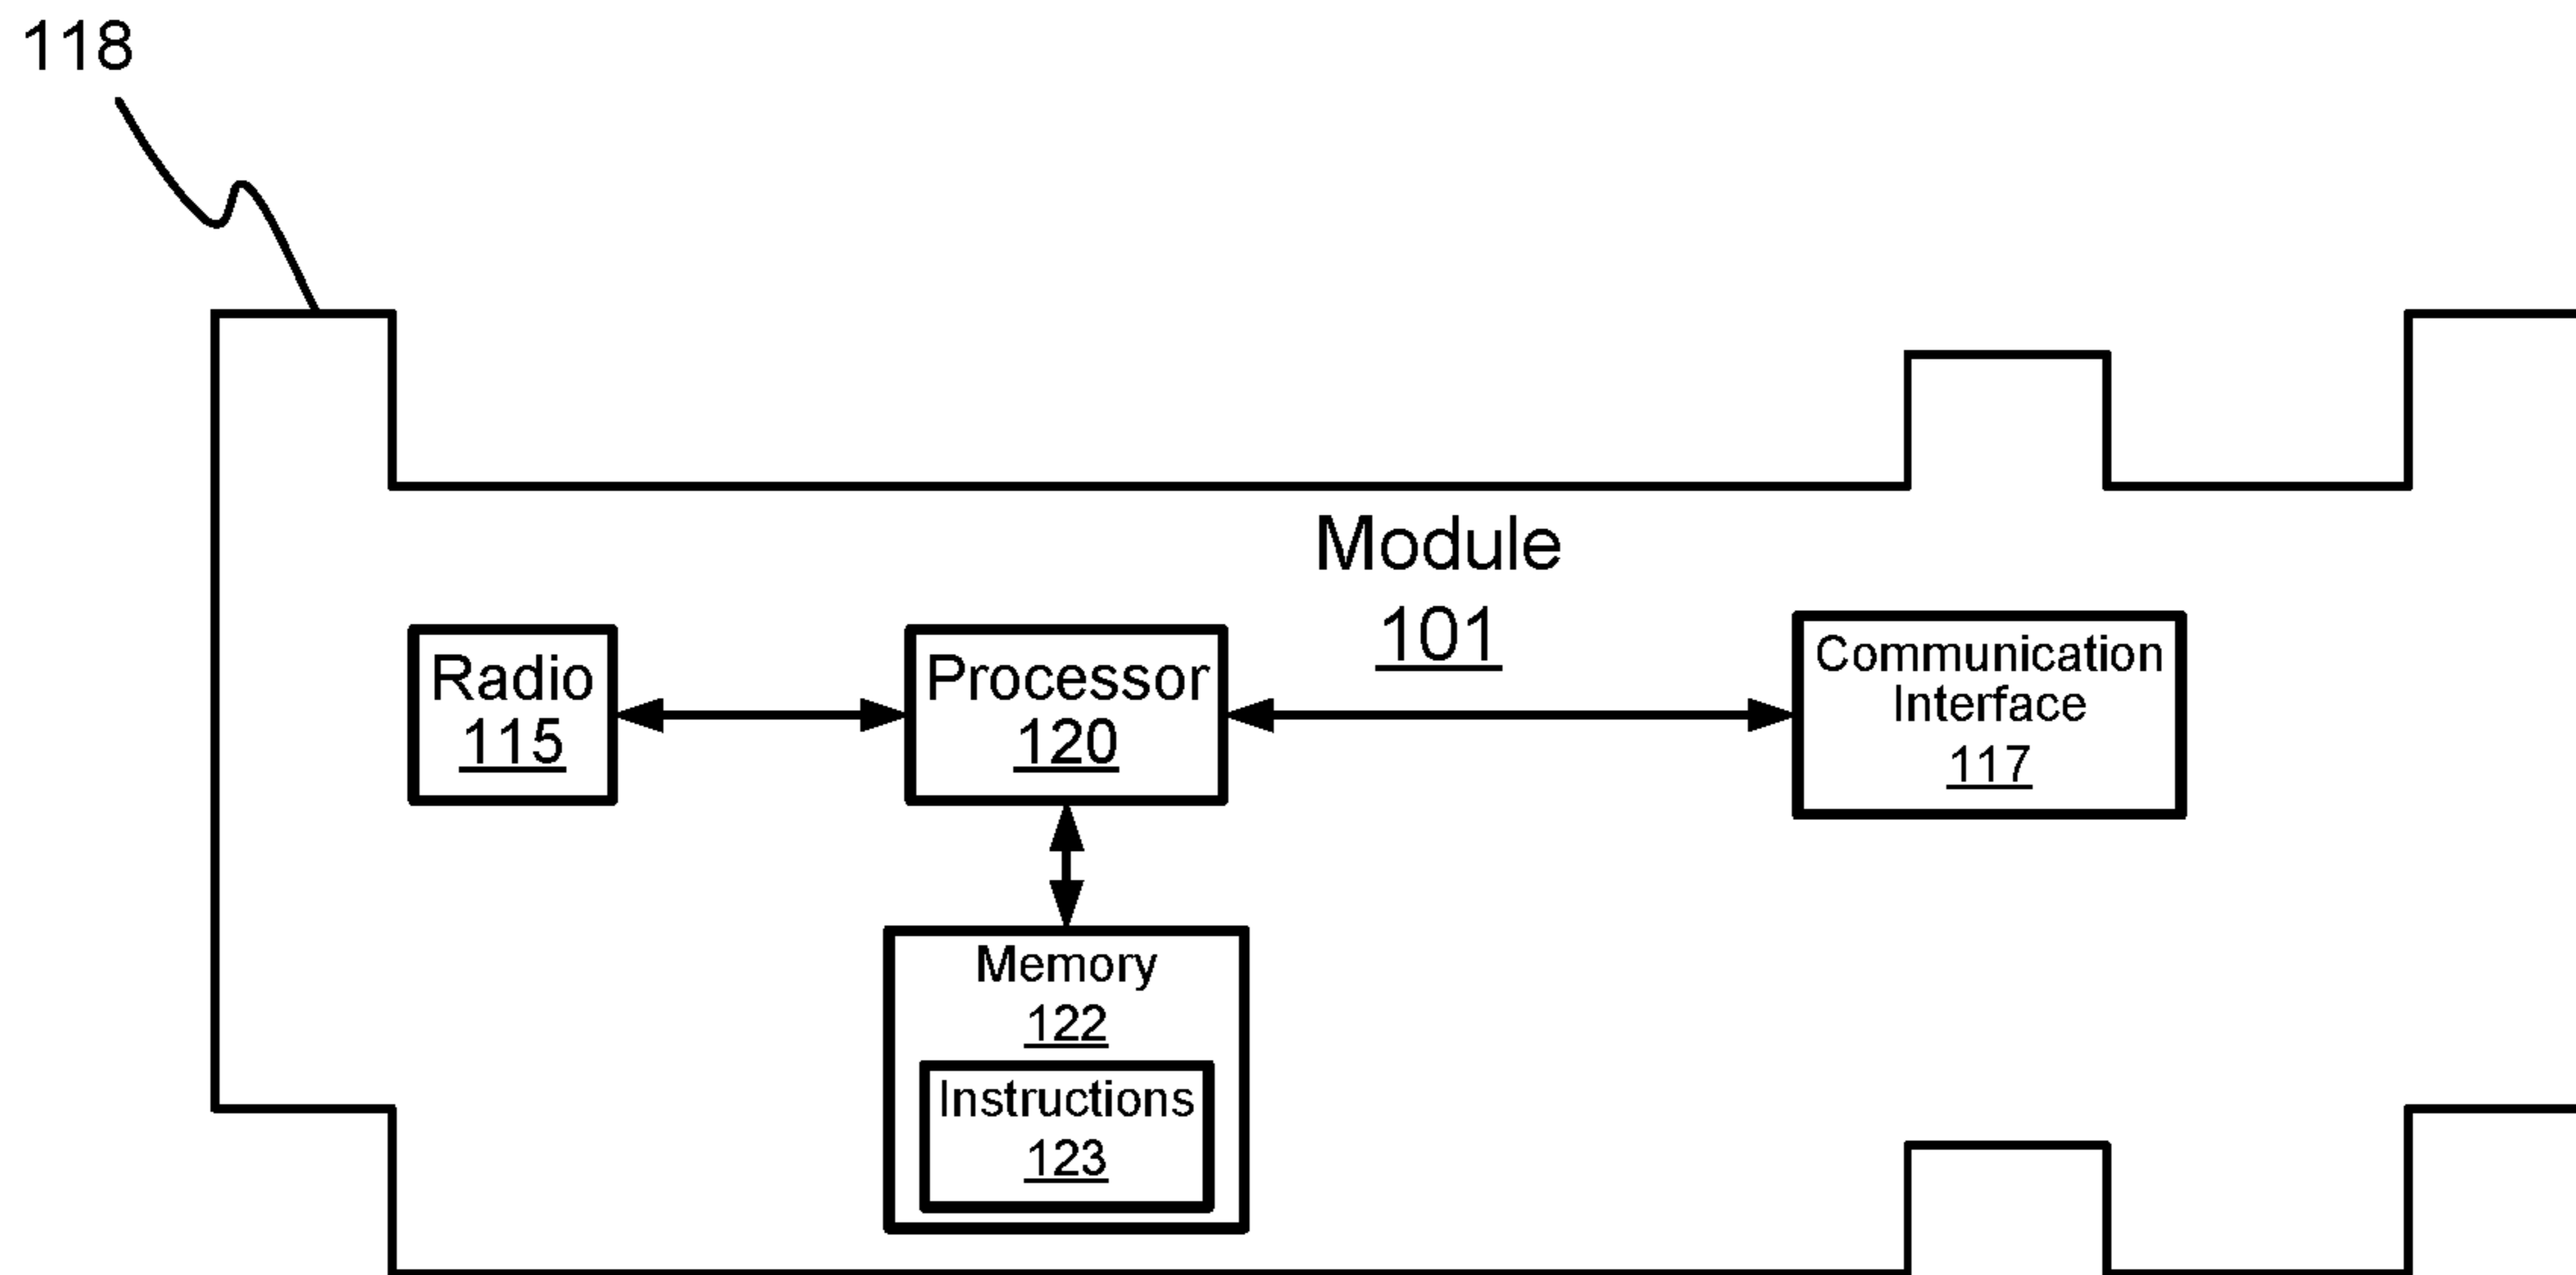 118
Module
101
Radio
115
Processor
120
Communication
Interface
117
Memory
122
Instructions
123